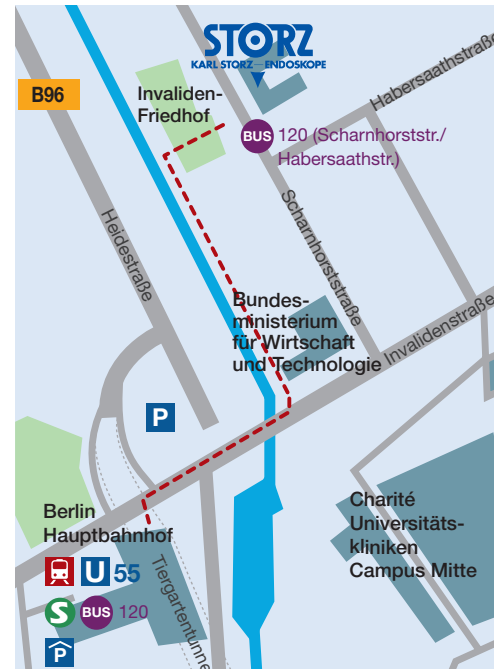 STORZ
KARL STORZ—ENDOSKOPE
B96
Invaliden-
Friedhof
Habersaathstraße
BUS 120 (Scharnhorststr./
Habersaathstr.)
Heidestraße
Scharnhorststraße
Bundes-
ministerium
für Wirtschaft
und Technologie
Invalidenstraße
P
Berlin
Hauptbahnhof
U 55
S BUS 120
P
Tiergartentunnel
Charité
Universitäts-
kliniken
Campus Mitte